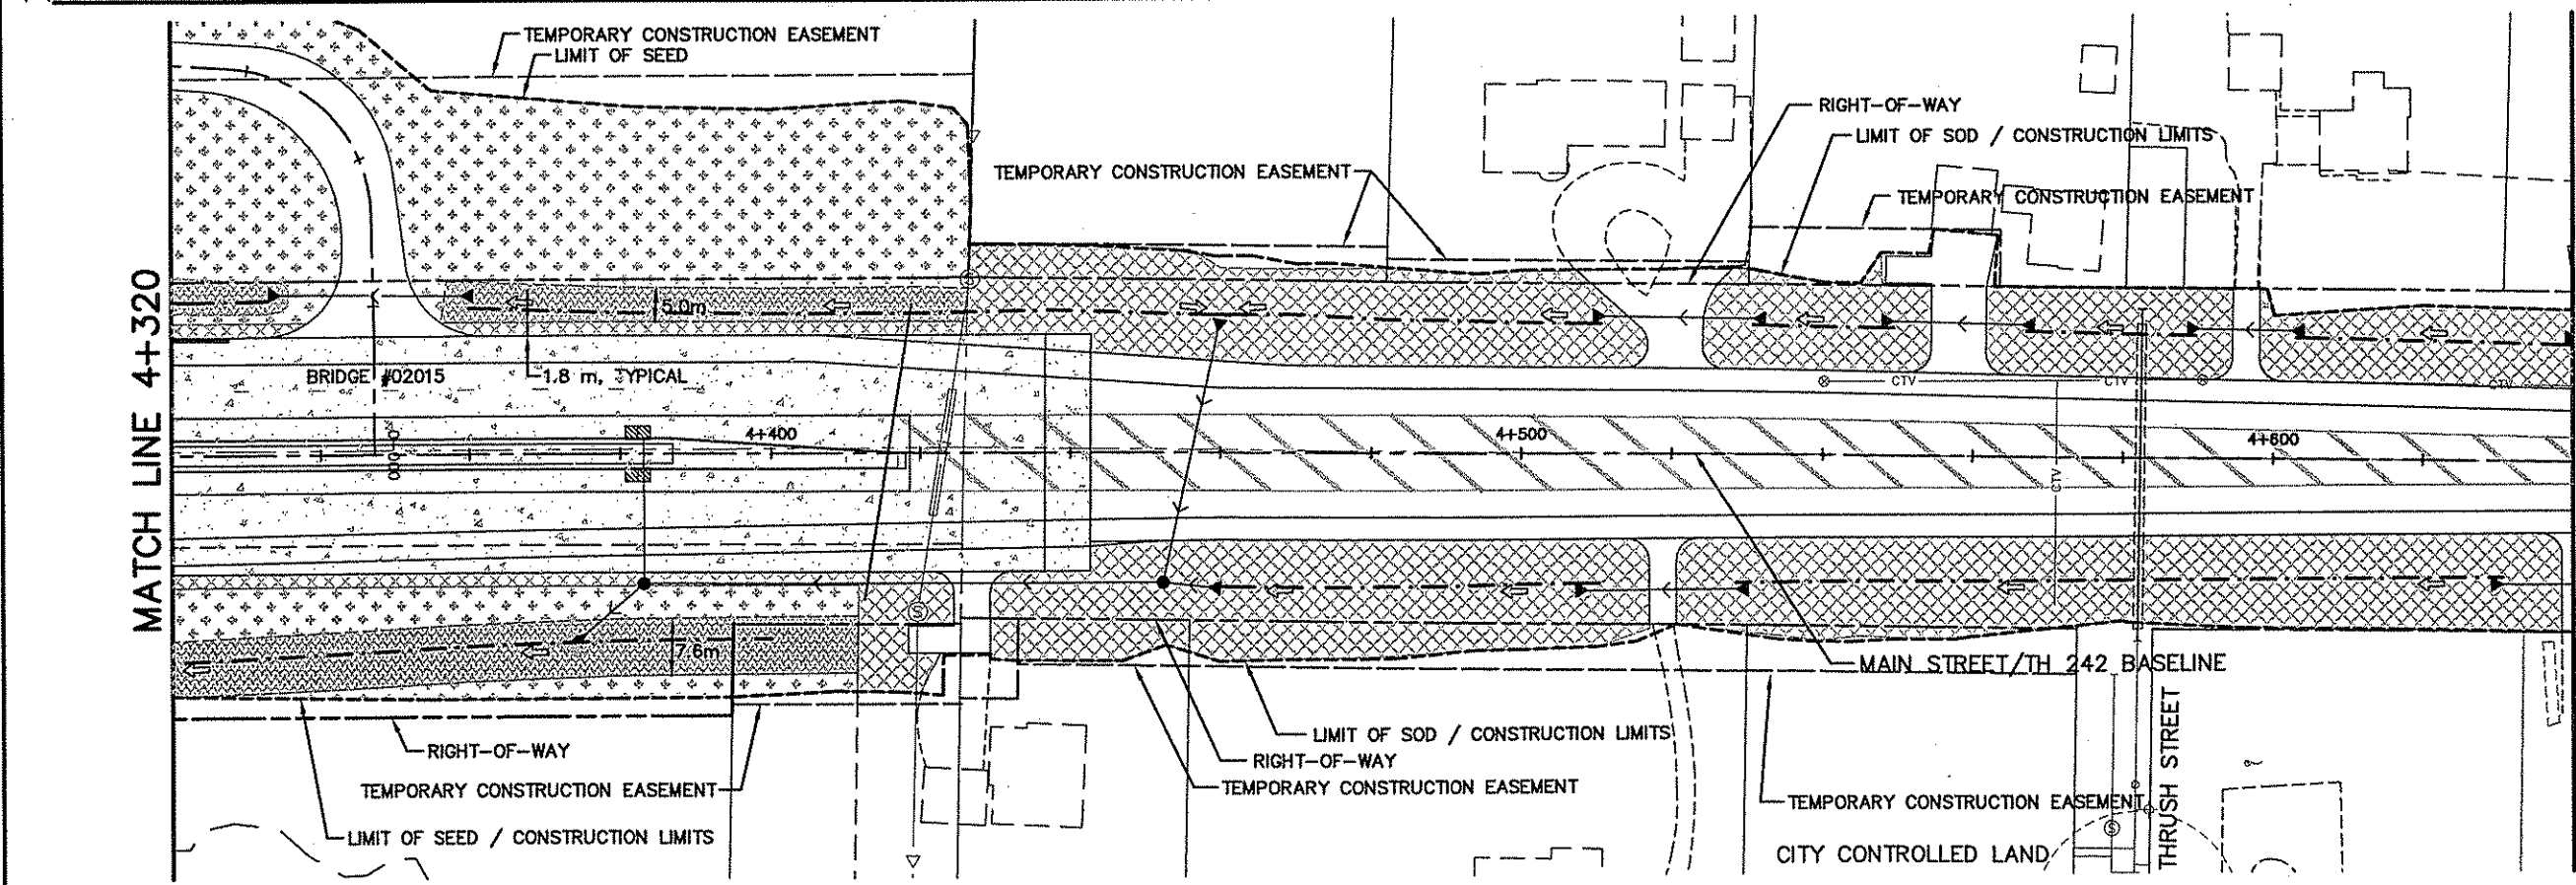 TEMPORARY CONSTRUCTION EASEMENT
LIMIT OF SEED
RIGHT-OF-WAY
LIMIT OF SOD / CONSTRUCTION LIMITS
TEMPORARY CONSTRUCTION EASEMENT
TEMPORARY CONSTRUCTION EASEMENT
MATCH LINE 4+320
5.0m
BRIDGE #02015
1.8 m, TYPICAL
CTV
CTV
CTV
4+400
4+500
4+600
0+000
CTV
S
S
7.6m
MAIN STREET/TH 242 BASELINE
RIGHT-OF-WAY
LIMIT OF SOD / CONSTRUCTION LIMITS
RIGHT-OF-WAY
TEMPORARY CONSTRUCTION EASEMENT
TEMPORARY CONSTRUCTION EASEMENT
TEMPORARY CONSTRUCTION EASEMENT
LIMIT OF SEED / CONSTRUCTION LIMITS
S
CITY CONTROLLED LAND
THRUSH STREET